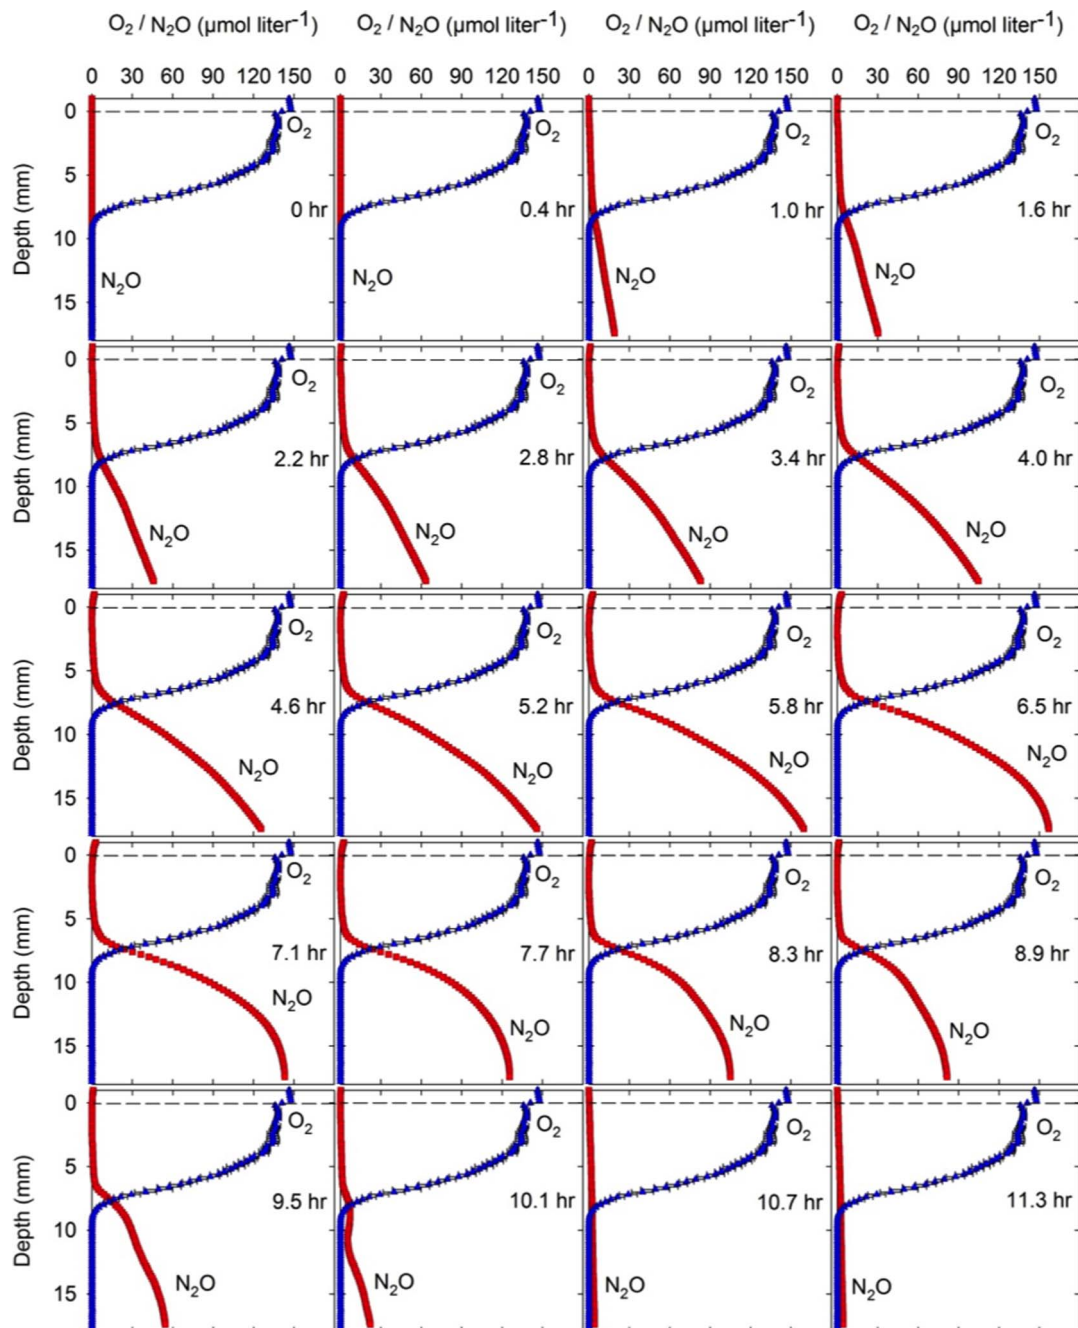 O2 / N2O (µmol liter-1) O2 / N2O (µmol liter-1) O2 / N2O (µmol liter-1) O2 / N2O (µmol liter-1)
0 30 60 90 120 150 0 30 60 90 120 150 0 30 60 90 120 150 0 30 60 90 120 150
Depth (mm)
0
5
10
15
O2
0 hr
N2O
O2
0.4 hr
N2O
O2
1.0 hr
N2O
O2
1.6 hr
N2O
Depth (mm)
0
5
10
15
O2
2.2 hr
N2O
O2
2.8 hr
N2O
O2
3.4 hr
N2O
O2
4.0 hr
N2O
Depth (mm)
0
5
10
15
O2
4.6 hr
N2O
O2
5.2 hr
N2O
O2
5.8 hr
N2O
O2
6.5 hr
N2O
Depth (mm)
0
5
10
15
O2
7.1 hr
N2O
O2
7.7 hr
N2O
O2
8.3 hr
N2O
O2
8.9 hr
N2O
Depth (mm)
0
5
10
15
O2
9.5 hr
N2O
O2
10.1 hr
N2O
O2
10.7 hr
N2O
O2
11.3 hr
N2O